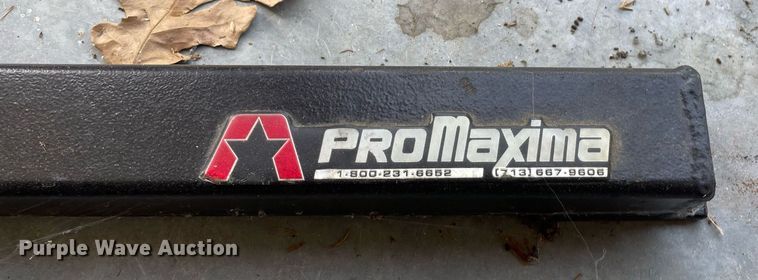 PROMaxima
1-800-231-6652 (713) 667-9606
Purple Wave Auction